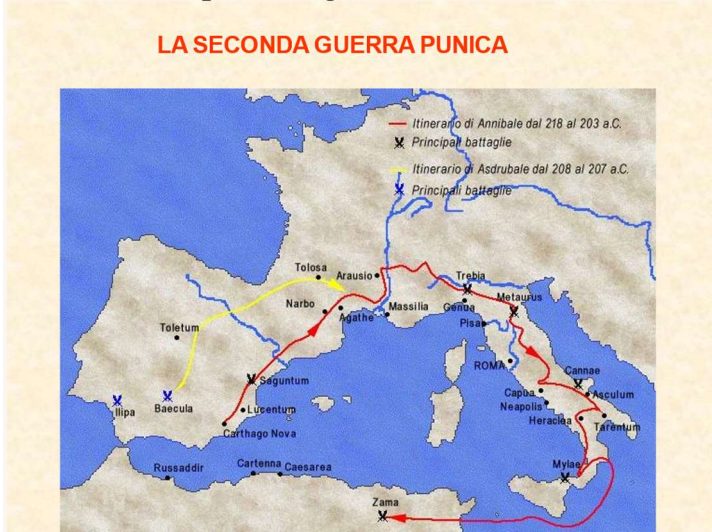 LA SECONDA GUERRA PUNICA
Itinerario di Annibale dal 218 al 203 a.C.
Principali battaglie
Itinerario di Asdrubale dal 208 al 207 a.C.
Principali battaglie
Tolosa
Arausio
Trebia
Narbo
Agathe
Massilia
Genua
Metaurus
Pisa
Toletum
ROMA
Cannae
Saguntum
Capua
Asculum
Ilipa
Baecula
Lucentum
Neapolis
Heraclea
Tarentum
Carthago Nova
Russaddir
Cartenna
Caesarea
Mylae
Zama